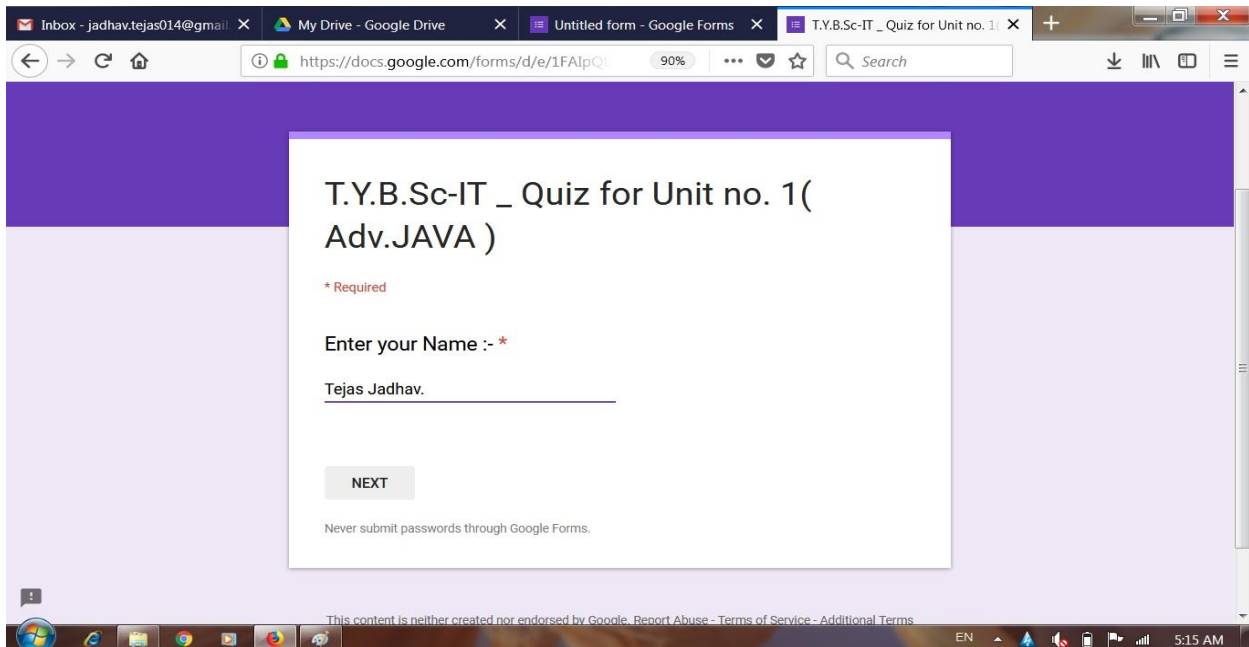 Inbox - jadhav.tejas014@gmail
My Drive - Google Drive
Untitled form - Google Forms
T.Y.B.Sc-IT _ Quiz for Unit no. 1(
https://docs.google.com/forms/d/e/1FAIpQL
90%
Search
T.Y.B.Sc-IT _ Quiz for Unit no. 1(
Adv.JAVA )
* Required
Enter your Name :- *
Tejas Jadhav.
NEXT
Never submit passwords through Google Forms.
This content is neither created nor endorsed by Google. Report Abuse - Terms of Service - Additional Terms
EN
5:15 AM